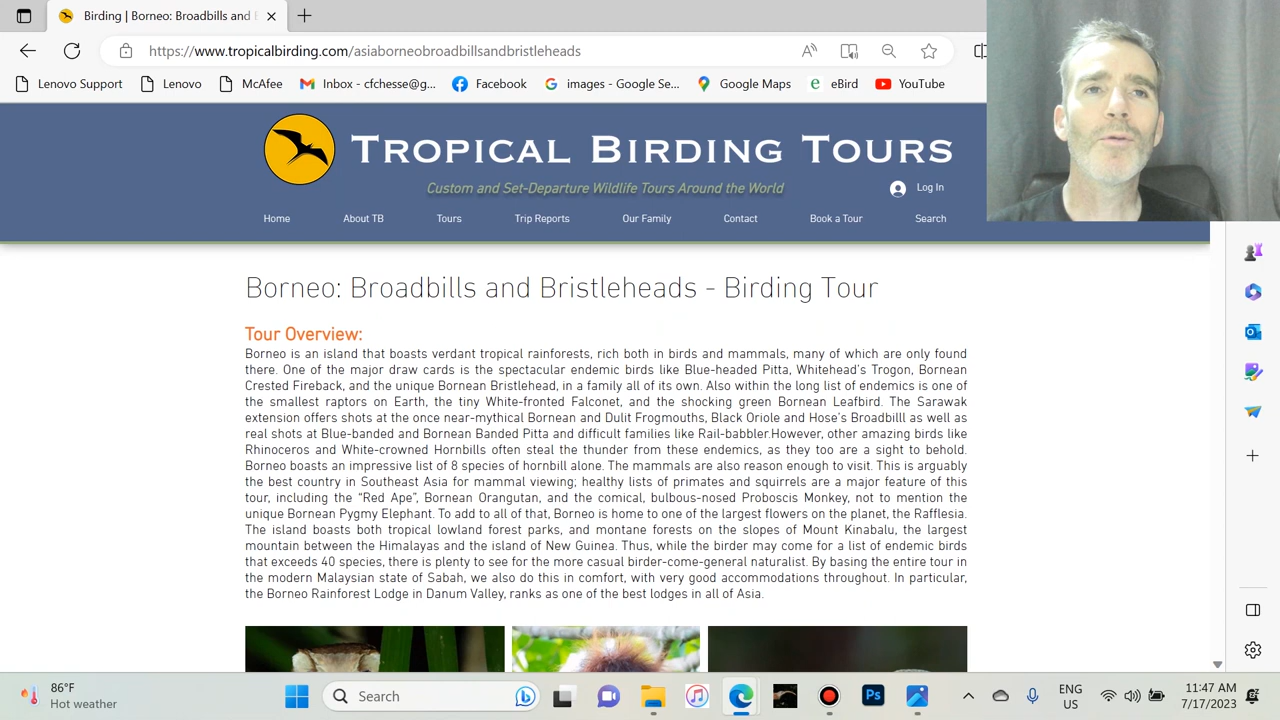 Birding | Borneo: Broadbills and B
https://www.tropicalbirding.com/asiaborneobroadbillsandbristleheads
Lenovo Support
Lenovo
McAfee
Inbox - cfchesse@g...
Facebook
images - Google Se...
Google Maps
eBird
YouTube
TROPICAL BIRDING TOURS
Custom and Set-Departure Wildlife Tours Around the World
Log In
Home
About TB
Tours
Trip Reports
Our Family
Contact
Book a Tour
Search
Borneo: Broadbills and Bristleheads - Birding Tour
Tour Overview:
Borneo is an island that boasts verdant tropical rainforests, rich both in birds and mammals, many of which are only found
there. One of the major draw cards is the spectacular endemic birds like Blue-headed Pitta, Whitehead's Trogon, Bornean
Crested Fireback, and the unique Bornean Bristlehead, in a family all of its own. Also within the long list of endemics is one of
the smallest raptors on Earth, the tiny White-fronted Falconet, and the shocking green Bornean Leafbird. The Sarawak
extension offers shots at the once near-mythical Bornean and Dulit Frogmouths, Black Oriole and Hose's Broadbilll as well as
real shots at Blue-banded and Bornean Banded Pitta and difficult families like Rail-babbler.However, other amazing birds like
Rhinoceros and White-crowned Hornbills often steal the thunder from these endemics, as they too are a sight to behold.
Borneo boasts an impressive list of 8 species of hornbill alone. The mammals are also reason enough to visit. This is arguably
the best country in Southeast Asia for mammal viewing; healthy lists of primates and squirrels are a major feature of this
tour, including the “Red Ape”, Bornean Orangutan, and the comical, bulbous-nosed Proboscis Monkey, not to mention the
unique Bornean Pygmy Elephant. To add to all of that, Borneo is home to one of the largest flowers on the planet, the Rafflesia.
The island boasts both tropical lowland forest parks, and montane forests on the slopes of Mount Kinabalu, the largest
mountain between the Himalayas and the island of New Guinea. Thus, while the birder may come for a list of endemic birds
that exceeds 40 species, there is plenty to see for the more casual birder-come-general naturalist. By basing the entire tour in
the modern Malaysian state of Sabah, we also do this in comfort, with very good accommodations throughout. In particular,
the Borneo Rainforest Lodge in Danum Valley, ranks as one of the best lodges in all of Asia.
86°F
Hot weather
Search
Ps
ENG
US
11:47 AM
7/17/2023